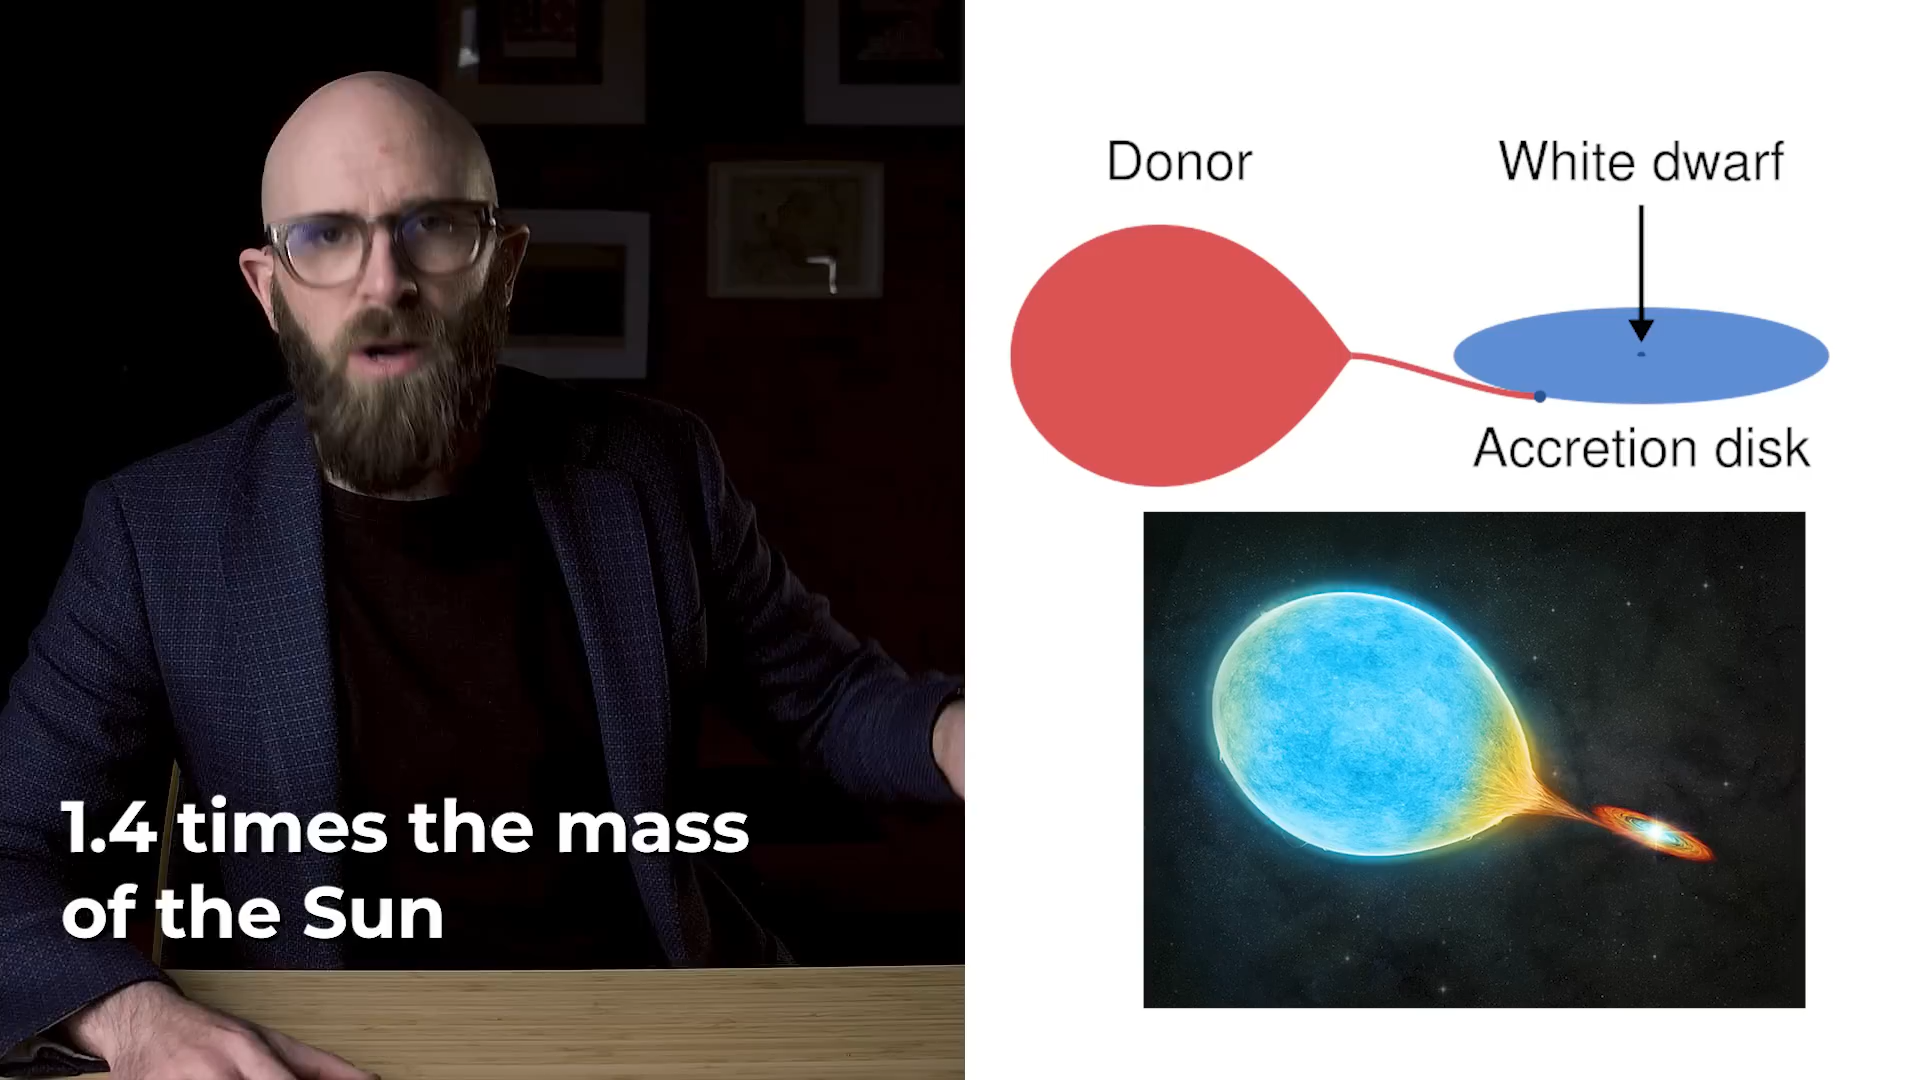 Donor
White dwarf
Accretion disk
1.4 times the mass
of the Sun